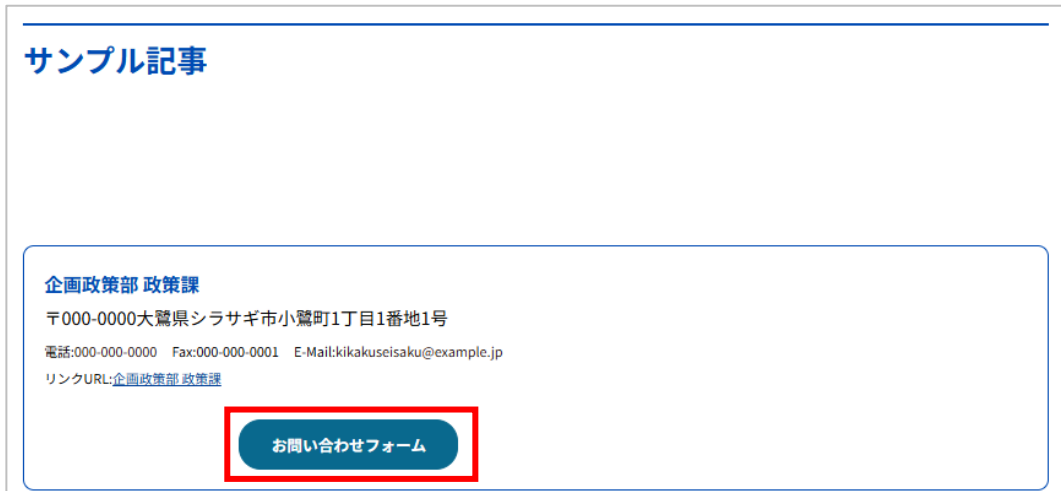 サンプル記事
企画政策部 政策課
〒000-0000大鷺県シラサギ市小鷺町1丁目1番地1号
電話:000-000-0000　Fax:000-000-0001　E-Mail:kikakuseisaku@example.jp
リンクURL:企画政策部 政策課
お問い合わせフォーム